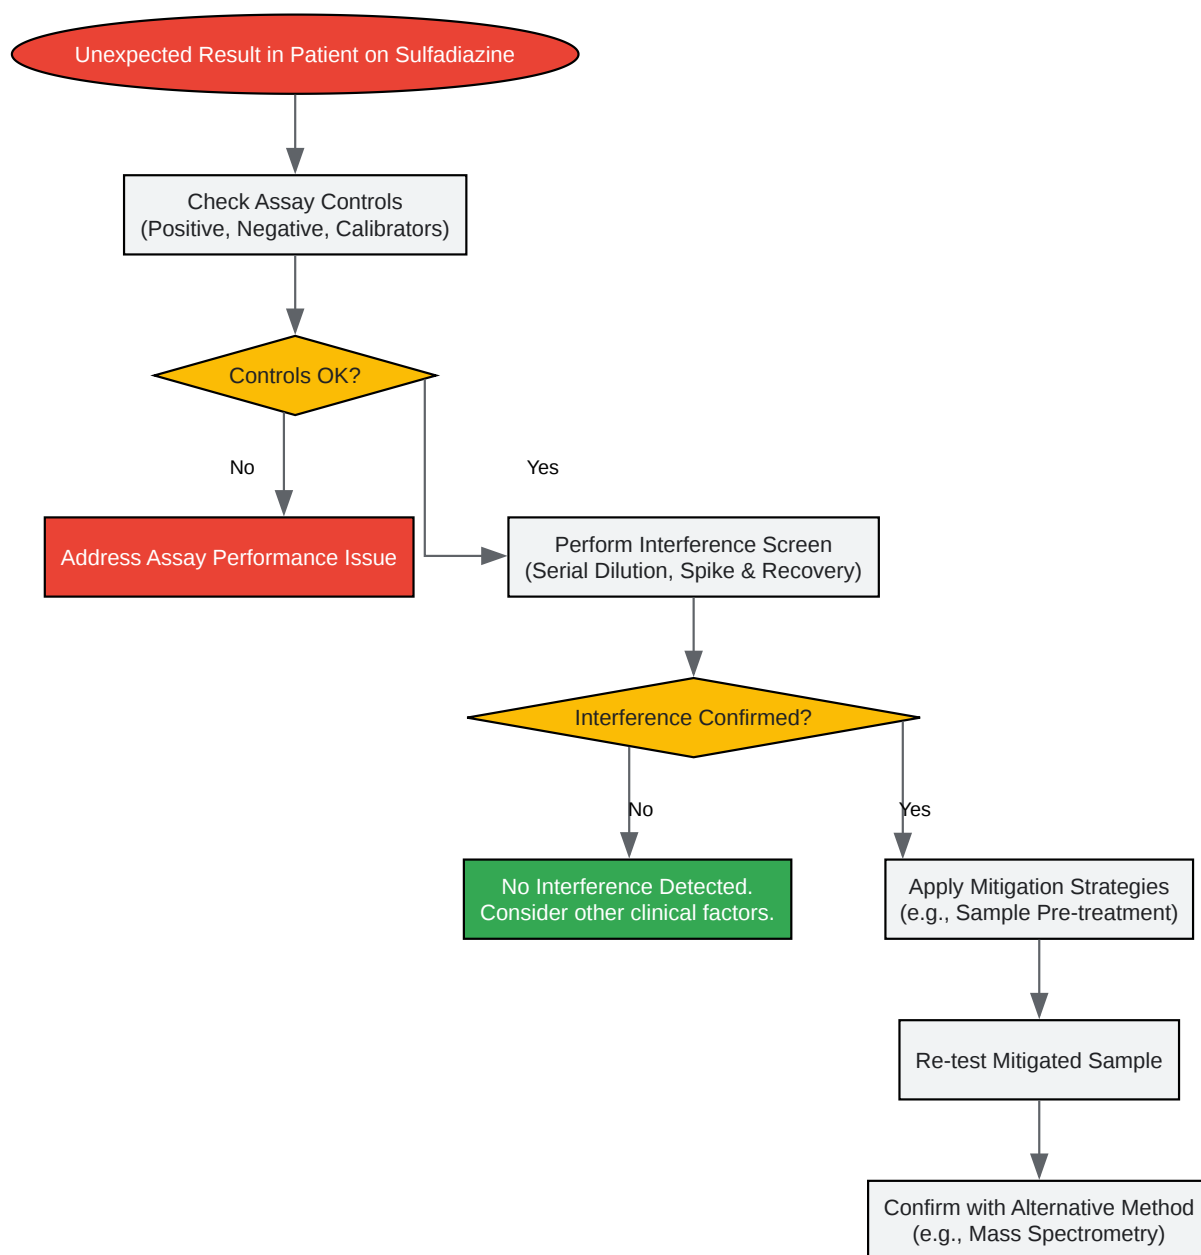 Unexpected Result in Patient on Sulfadiazine
Check Assay Controls
(Positive, Negative, Calibrators)
Controls OK?
No
Yes
Address Assay Performance Issue
Perform Interference Screen
(Serial Dilution, Spike & Recovery)
Interference Confirmed?
No
Yes
No Interference Detected.
Consider other clinical factors.
Apply Mitigation Strategies
(e.g., Sample Pre-treatment)
Re-test Mitigated Sample
Confirm with Alternative Method
(e.g., Mass Spectrometry)